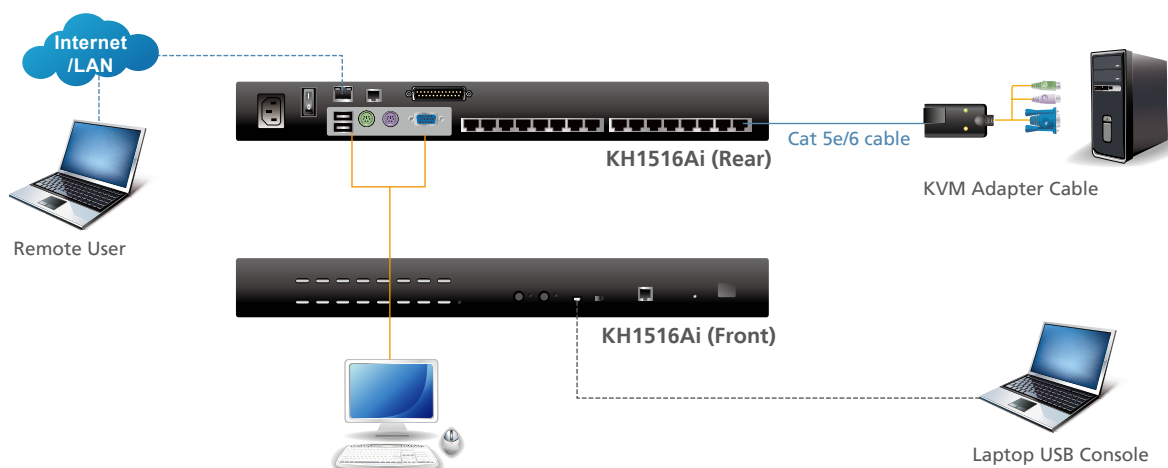 Internet
/LAN
Cat 5e/6 cable
KH1516Ai (Rear)
KVM Adapter Cable
Remote User
KH1516Ai (Front)
Laptop USB Console